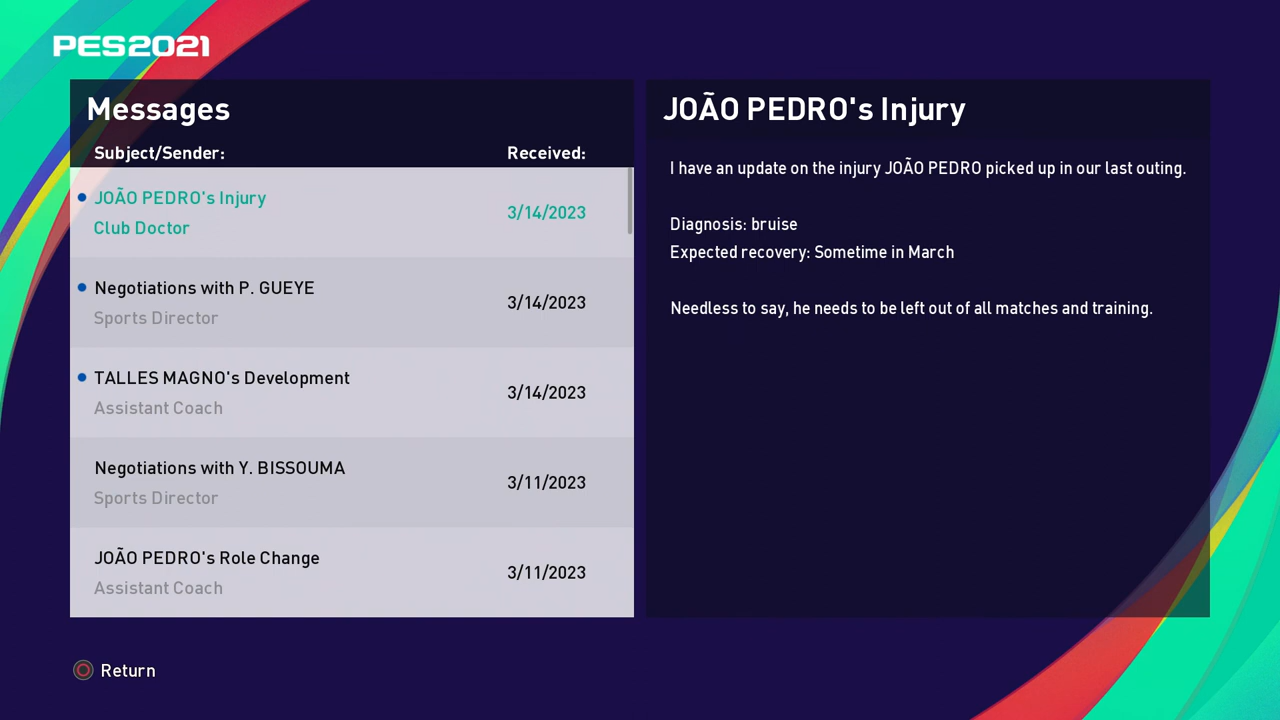 PES2021
Messages
Subject/Sender: Received:
JOÃO PEDRO's Injury
Club Doctor
3/14/2023
Negotiations with P. GUEYE
Sports Director
3/14/2023
TALLES MAGNO's Development
Assistant Coach
3/14/2023
Negotiations with Y. BISSOUMA
Sports Director
3/11/2023
JOÃO PEDRO's Role Change
Assistant Coach
3/11/2023
JOÃO PEDRO's Injury
I have an update on the injury JOÃO PEDRO picked up in our last outing.
Diagnosis: bruise
Expected recovery: Sometime in March
Needless to say, he needs to be left out of all matches and training.
Return